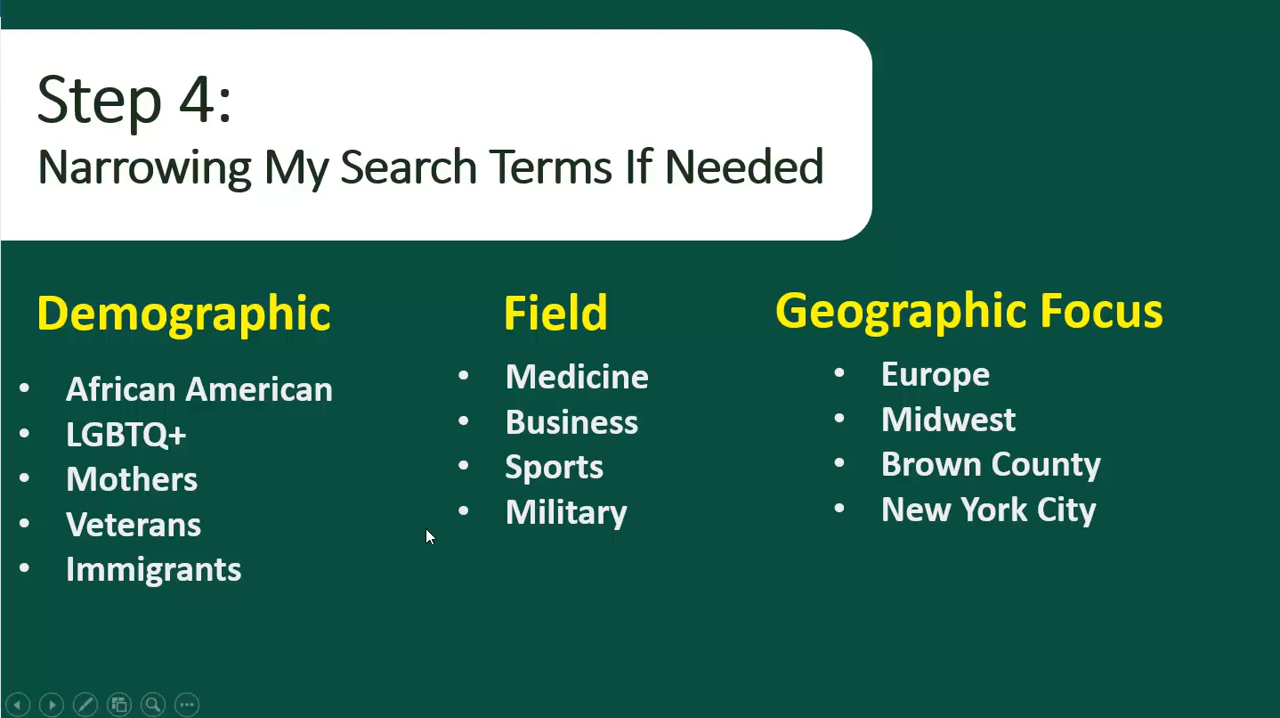 Step 4:
Narrowing My Search Terms If Needed
Demographic
• African American
• LGBTQ+
• Mothers
• Veterans
• Immigrants
Field
• Medicine
• Business
• Sports
• Military
Geographic Focus
• Europe
• Midwest
• Brown County
• New York City